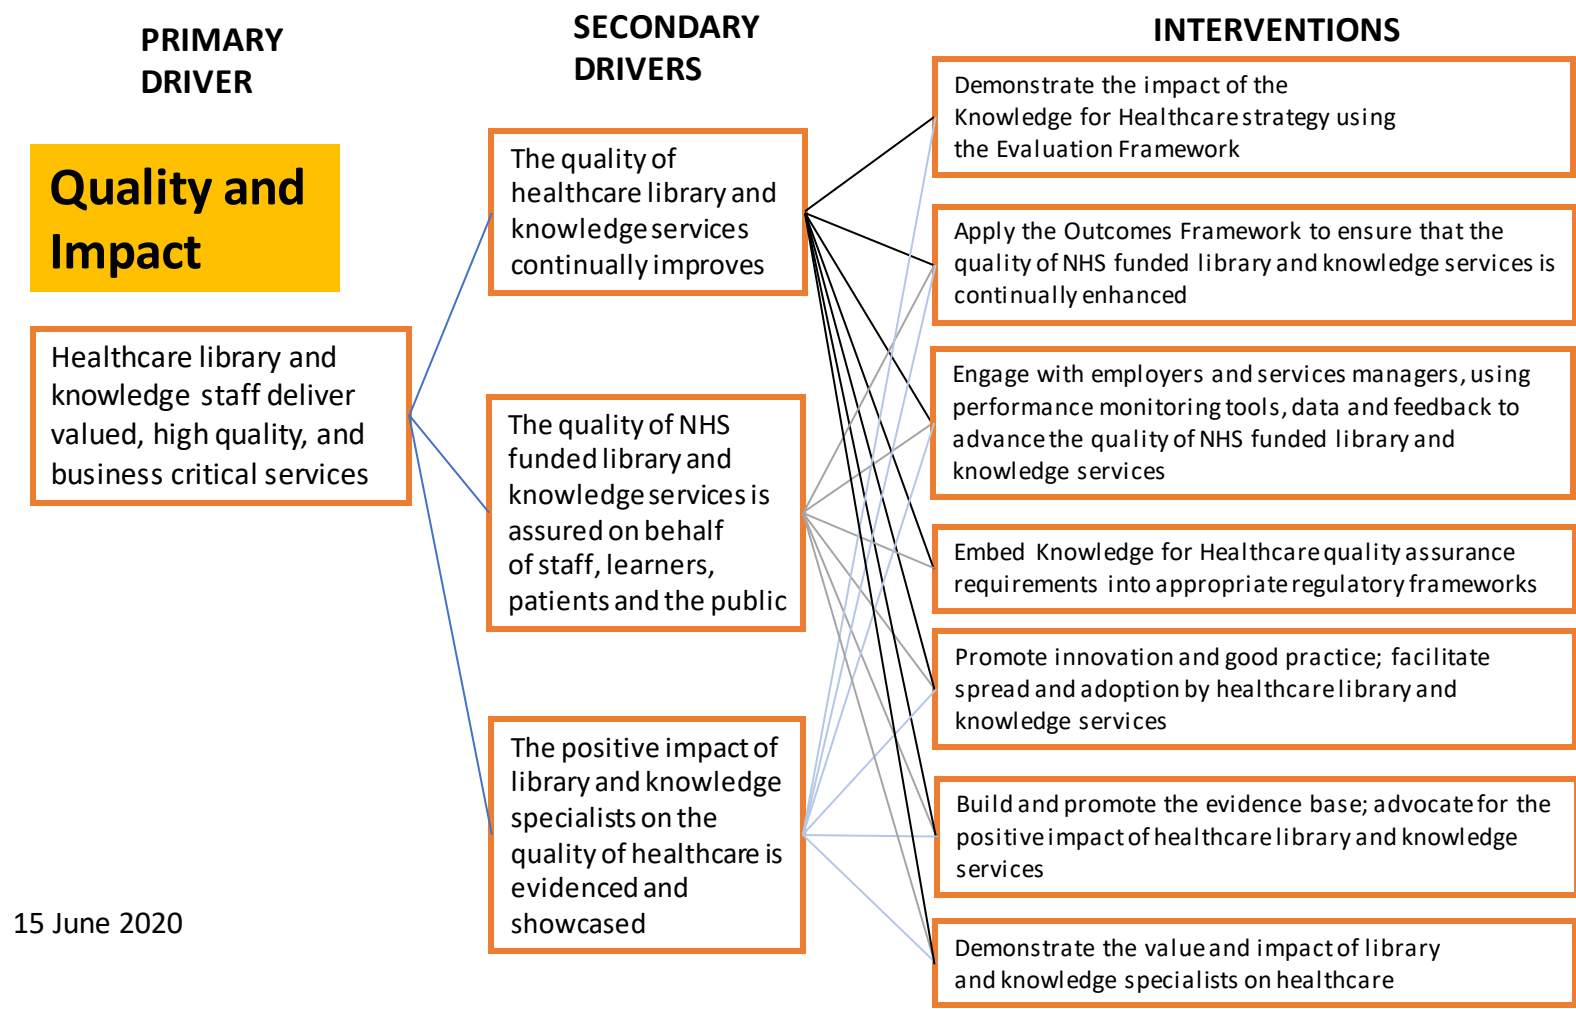 PRIMARY
DRIVER
SECONDARY
DRIVERS
INTERVENTIONS
Quality and
Impact
Healthcare library and
knowledge staff deliver
valued, high quality, and
business critical services
The quality of
healthcare library and
knowledge services
continually improves
The quality of NHS
funded library and
knowledge services is
assured on behalf
of staff, learners,
patients and the public
The positive impact of
library and knowledge
specialists on the
quality of healthcare is
evidenced and
showcased
Demonstrate the impact of the
Knowledge for Healthcare strategy using
the Evaluation Framework
Apply the Outcomes Framework to ensure that the
quality of NHS funded library and knowledge services is
continually enhanced
Engage with employers and services managers, using
performance monitoring tools, data and feedback to
advance the quality of NHS funded library and
knowledge services
Embed Knowledge for Healthcare quality assurance
requirements into appropriate regulatory frameworks
Promote innovation and good practice; facilitate
spread and adoption by healthcare library and
knowledge services
Build and promote the evidence base; advocate for the
positive impact of healthcare library and knowledge
services
Demonstrate the value and impact of library
and knowledge specialists on healthcare
15 June 2020